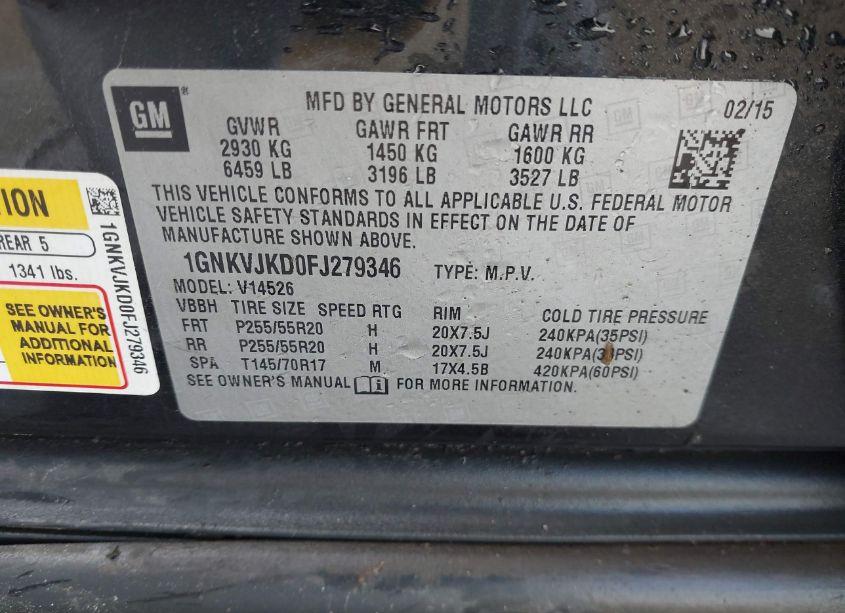 GM
MFD BY GENERAL MOTORS LLC
02/15
GVWR GAWR FRT GAWR RR
2930 KG 1450 KG 1600 KG
6459 LB 3196 LB 3527 LB
THIS VEHICLE CONFORMS TO ALL APPLICABLE U.S. FEDERAL MOTOR
VEHICLE SAFETY STANDARDS IN EFFECT ON THE DATE OF
MANUFACTURE SHOWN ABOVE.
1GNKVJKD0FJ279346 TYPE: M.P.V.
MODEL: V14526
VBBH TIRE SIZE SPEED RTG RIM COLD TIRE PRESSURE
FRT P255/55R20 H 20X7.5J 240KPA(35PSI)
RR P255/55R20 H 20X7.5J 240KPA(35PSI)
SPA T145/70R17 M 17X4.5B 420KPA(60PSI)
SEE OWNER'S MANUAL FOR MORE INFORMATION.
REAR 5
1341 lbs.
SEE OWNER'S
MANUAL FOR
ADDITIONAL
INFORMATION
1GNKVJKD0FJ279346